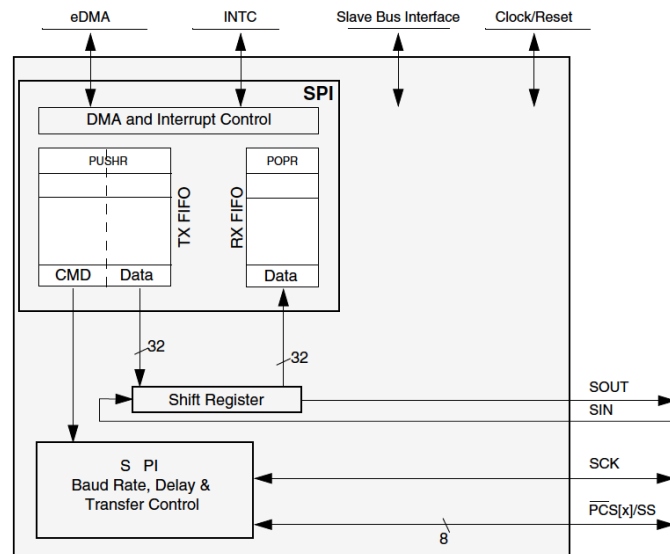 eDMA
INTC
Slave Bus Interface
Clock/Reset
SPI
DMA and Interrupt Control
PUSHR
POPR
TX FIFO
RX FIFO
CMD
Data
Data
32
32
Shift Register
SOUT
SIN
S PI
Baud Rate, Delay &
Transfer Control
SCK
PCS[x]/SS
8